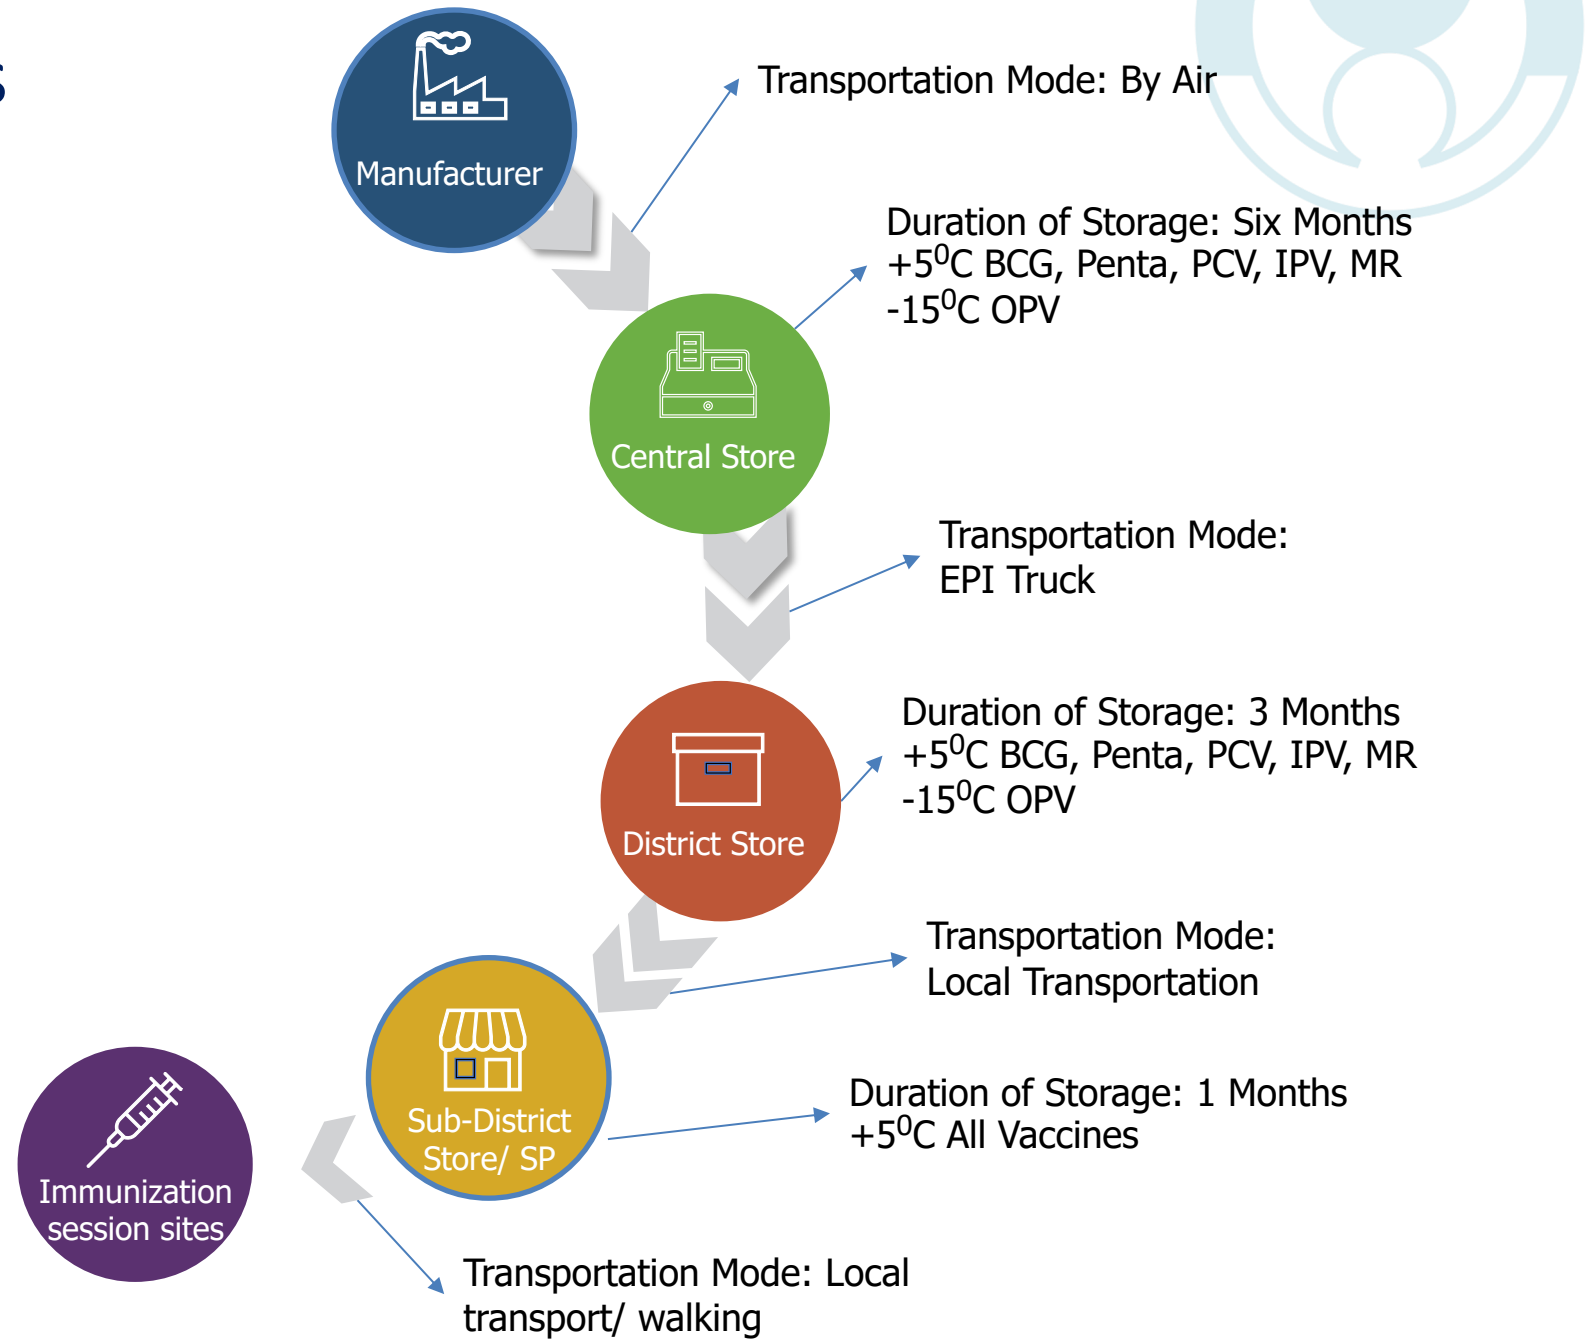 s
Manufacturer
Transportation Mode: By Air
Duration of Storage: Six Months
+5⁰C BCG, Penta, PCV, IPV, MR
-15⁰C OPV
Central Store
Transportation Mode:
EPI Truck
Duration of Storage: 3 Months
+5⁰C BCG, Penta, PCV, IPV, MR
-15⁰C OPV
District Store
Transportation Mode:
Local Transportation
Sub-District
Store/ SP
Duration of Storage: 1 Months
+5⁰C All Vaccines
Immunization
session sites
Transportation Mode: Local
transport/ walking